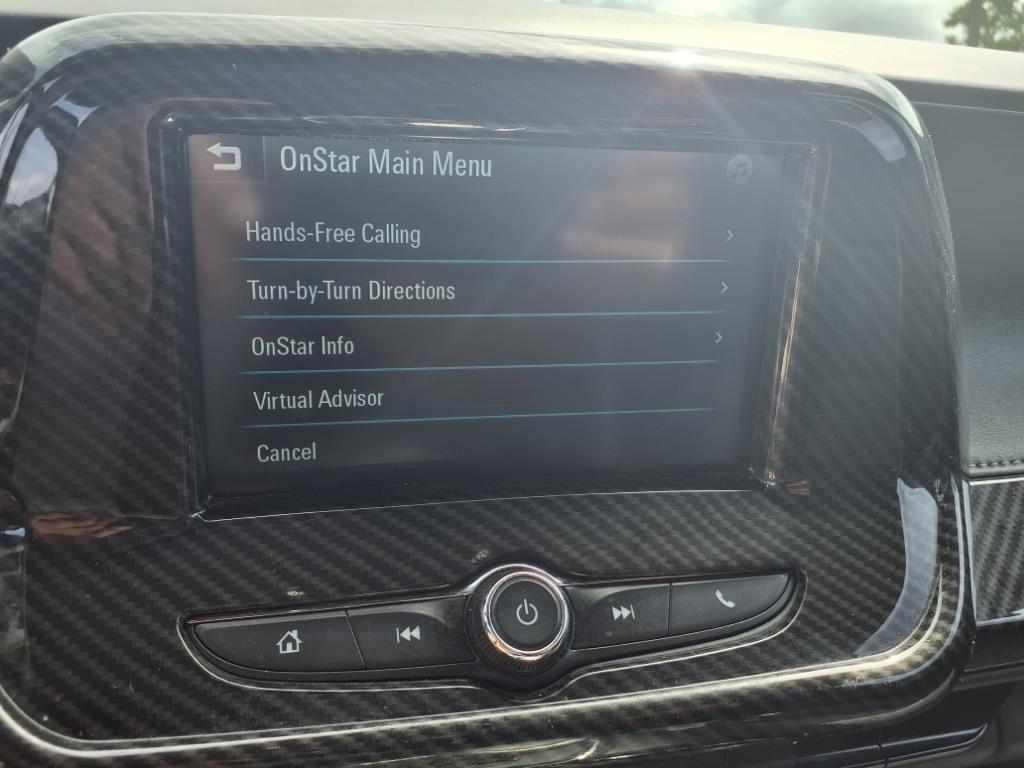 OnStar Main Menu
Hands-Free Calling
Turn-by-Turn Directions
OnStar Info
Virtual Advisor
Cancel